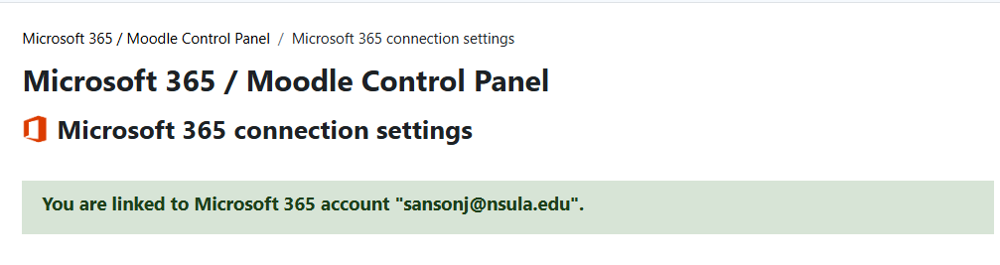 Microsoft 365 / Moodle Control Panel / Microsoft 365 connection settings
Microsoft 365 / Moodle Control Panel
Microsoft 365 connection settings
You are linked to Microsoft 365 account "sansonj@nsula.edu".